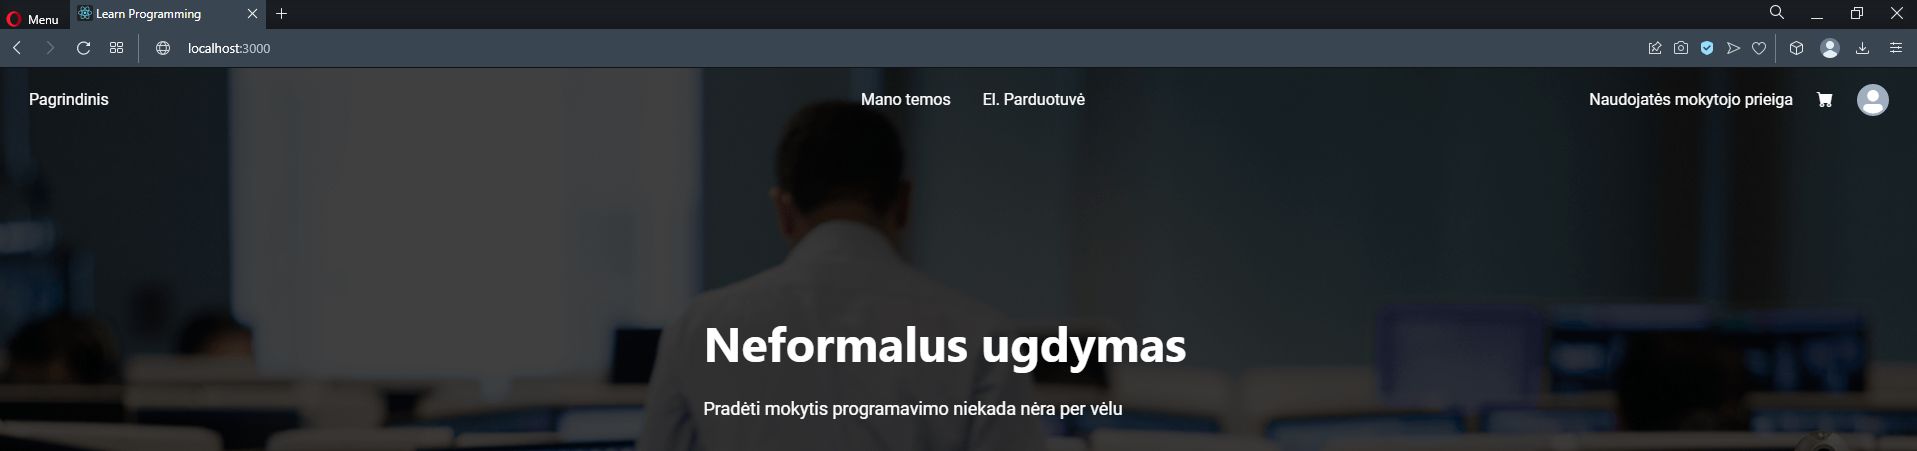 Menu
Learn Programming
localhost:3000
Pagrindinis
Mano temos
El. Parduotuvė
Naudojatės mokytojo prieiga
Neformalus ugdymas
Pradėti mokytis programavimo niekada nėra per vėlu